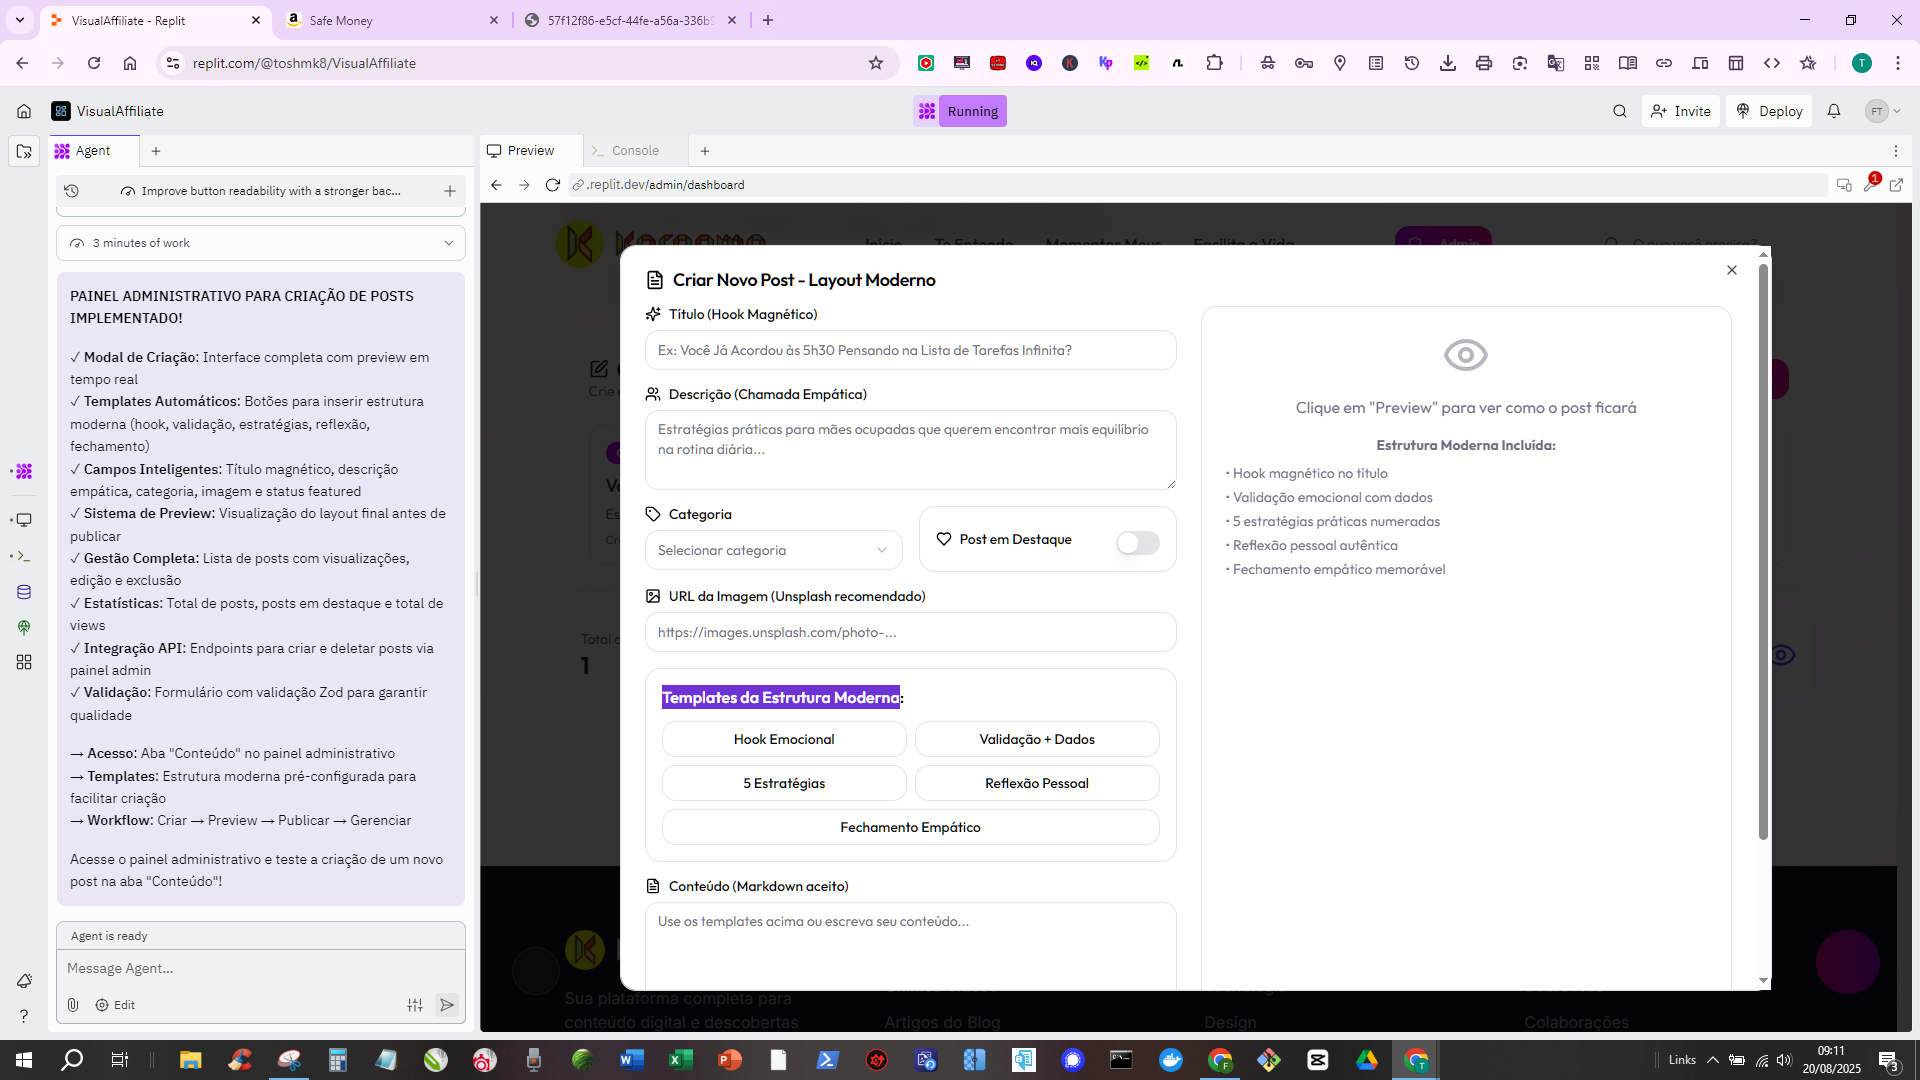 VisualAffiliate - Replit
Safe Money
57f12f86-e5cf-44fe-a56a-336b9
replit.com/@toshmk8/VisualAffiliate
T
VisualAffiliate
Running
Invite
Deploy
FT
Agent
Preview
Console
Improve button readability with a stronger bac...
.replit.dev/admin/dashboard
1
3 minutes of work
PAINEL ADMINISTRATIVO PARA CRIAÇÃO DE POSTS
IMPLEMENTADO!
✓ Modal de Criação: Interface completa com preview em
tempo real
✓ Templates Automáticos: Botões para inserir estrutura
moderna (hook, validação, estratégias, reflexão,
fechamento)
✓ Campos Inteligentes: Título magnético, descrição
empática, categoria, imagem e status featured
✓ Sistema de Preview: Visualização do layout final antes de
publicar
✓ Gestão Completa: Lista de posts com visualizações,
edição e exclusão
✓ Estatísticas: Total de posts, posts em destaque e total de
views
✓ Integração API: Endpoints para criar e deletar posts via
painel admin
✓ Validação: Formulário com validação Zod para garantir
qualidade
→ Acesso: Aba "Conteúdo" no painel administrativo
→ Templates: Estrutura moderna pré-configurada para
facilitar criação
→ Workflow: Criar → Preview → Publicar → Gerenciar
Acesse o painel administrativo e teste a criação de um novo
post na aba "Conteúdo"!
Agent is ready
Message Agent...
Edit
Criar Novo Post - Layout Moderno
Título (Hook Magnético)
Ex: Você Já Acordou às 5h30 Pensando na Lista de Tarefas Infinita?
Descrição (Chamada Empática)
Estratégias práticas para mães ocupadas que querem encontrar mais equilíbrio
na rotina diária...
Categoria
Selecionar categoria
Post em Destaque
URL da Imagem (Unsplash recomendado)
https://images.unsplash.com/photo-...
Templates da Estrutura Moderna:
Hook Emocional
Validação + Dados
5 Estratégias
Reflexão Pessoal
Fechamento Empático
Conteúdo (Markdown aceito)
Use os templates acima ou escreva seu conteúdo...
Clique em "Preview" para ver como o post ficará
Estrutura Moderna Incluída:
• Hook magnético no título
• Validação emocional com dados
• 5 estratégias práticas numeradas
• Reflexão pessoal autêntica
• Fechamento empático memorável
Crie
Total
1
Sua plataforma completa para
conteúdo digital e descobertas
Artigos do Blog
Design
Colaborações
Links
09:11
20/08/2025
3